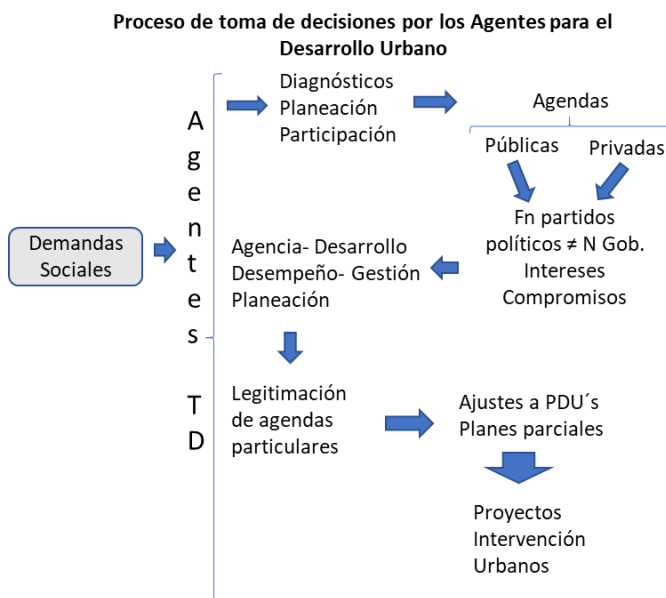 Proceso de toma de decisiones por los Agentes para el
Desarrollo Urbano
Demandas
Sociales
Agentes
TD
Diagnósticos
Planeación
Participación
Agendas
Públicas
Privadas
Fn partidos
políticos ≠ N Gob.
Intereses
Compromisos
Agencia- Desarrollo
Desempeño- Gestión
Planeación
Legitimación
de agendas
particulares
Ajustes a PDU´s
Planes parciales
Proyectos
Intervención
Urbanos